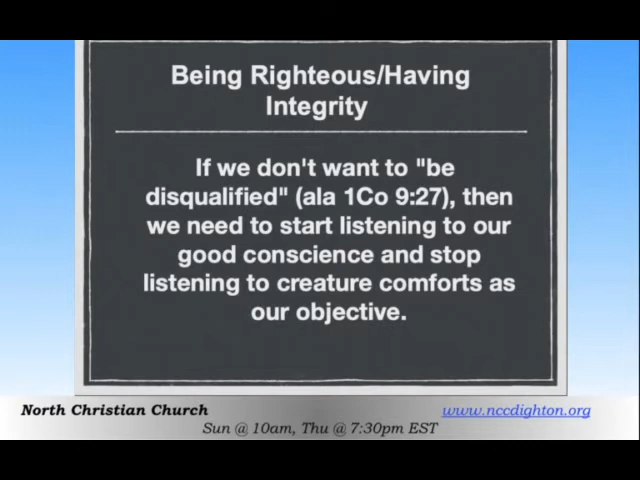 Being Righteous/Having
Integrity
If we don't want to "be
disqualified" (ala 1Co 9:27), then
we need to start listening to our
good conscience and stop
listening to creature comforts as
our objective.
North Christian Church
www.nccdighton.org
Sun @ 10am, Thu @ 7:30pm EST